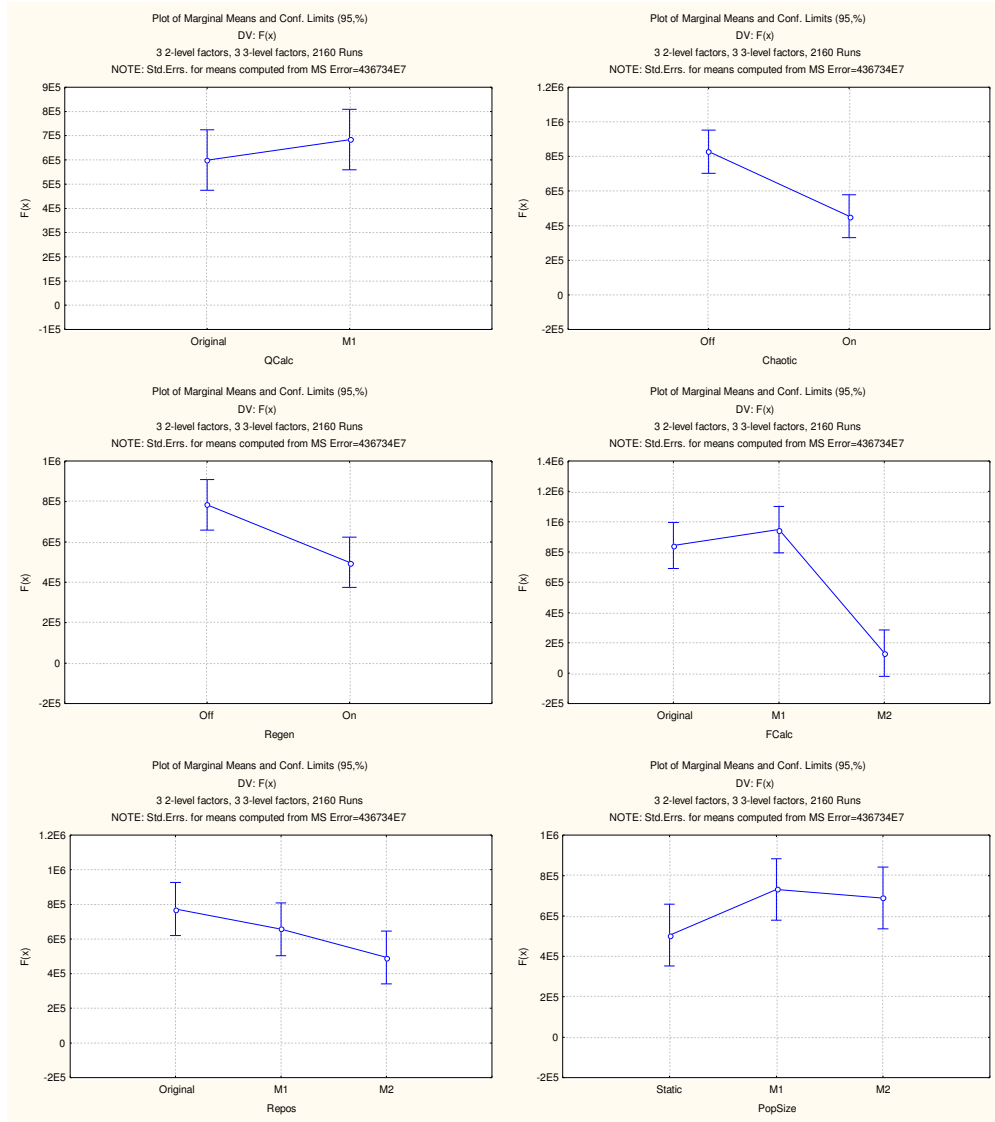 Plot of Marginal Means and Conf. Limits (95,%)
DV: F(x)
3 2-level factors, 3 3-level factors, 2160 Runs
NOTE: Std.Errs. for means computed from MS Error=436734E7
9E5
8E5
7E5
6E5
5E5
4E5
3E5
2E5
1E5
0
-1E5
F(x)
Original M1
QCalc
Plot of Marginal Means and Conf. Limits (95,%)
DV: F(x)
3 2-level factors, 3 3-level factors, 2160 Runs
NOTE: Std.Errs. for means computed from MS Error=436734E7
1.2E6
1E6
8E5
6E5
4E5
2E5
0
-2E5
F(x)
Off On
Chaotic
Plot of Marginal Means and Conf. Limits (95,%)
DV: F(x)
3 2-level factors, 3 3-level factors, 2160 Runs
NOTE: Std.Errs. for means computed from MS Error=436734E7
1E6
8E5
6E5
4E5
2E5
0
-2E5
F(x)
Off On
Regen
Plot of Marginal Means and Conf. Limits (95,%)
DV: F(x)
3 2-level factors, 3 3-level factors, 2160 Runs
NOTE: Std.Errs. for means computed from MS Error=436734E7
1.4E6
1.2E6
1E6
8E5
6E5
4E5
2E5
0
-2E5
F(x)
Original M1 M2
FCalc
Plot of Marginal Means and Conf. Limits (95,%)
DV: F(x)
3 2-level factors, 3 3-level factors, 2160 Runs
NOTE: Std.Errs. for means computed from MS Error=436734E7
1.2E6
1E6
8E5
6E5
4E5
2E5
0
-2E5
F(x)
Original M1 M2
Repos
Plot of Marginal Means and Conf. Limits (95,%)
DV: F(x)
3 2-level factors, 3 3-level factors, 2160 Runs
NOTE: Std.Errs. for means computed from MS Error=436734E7
1E6
8E5
6E5
4E5
2E5
0
-2E5
F(x)
Static M1 M2
PopSize